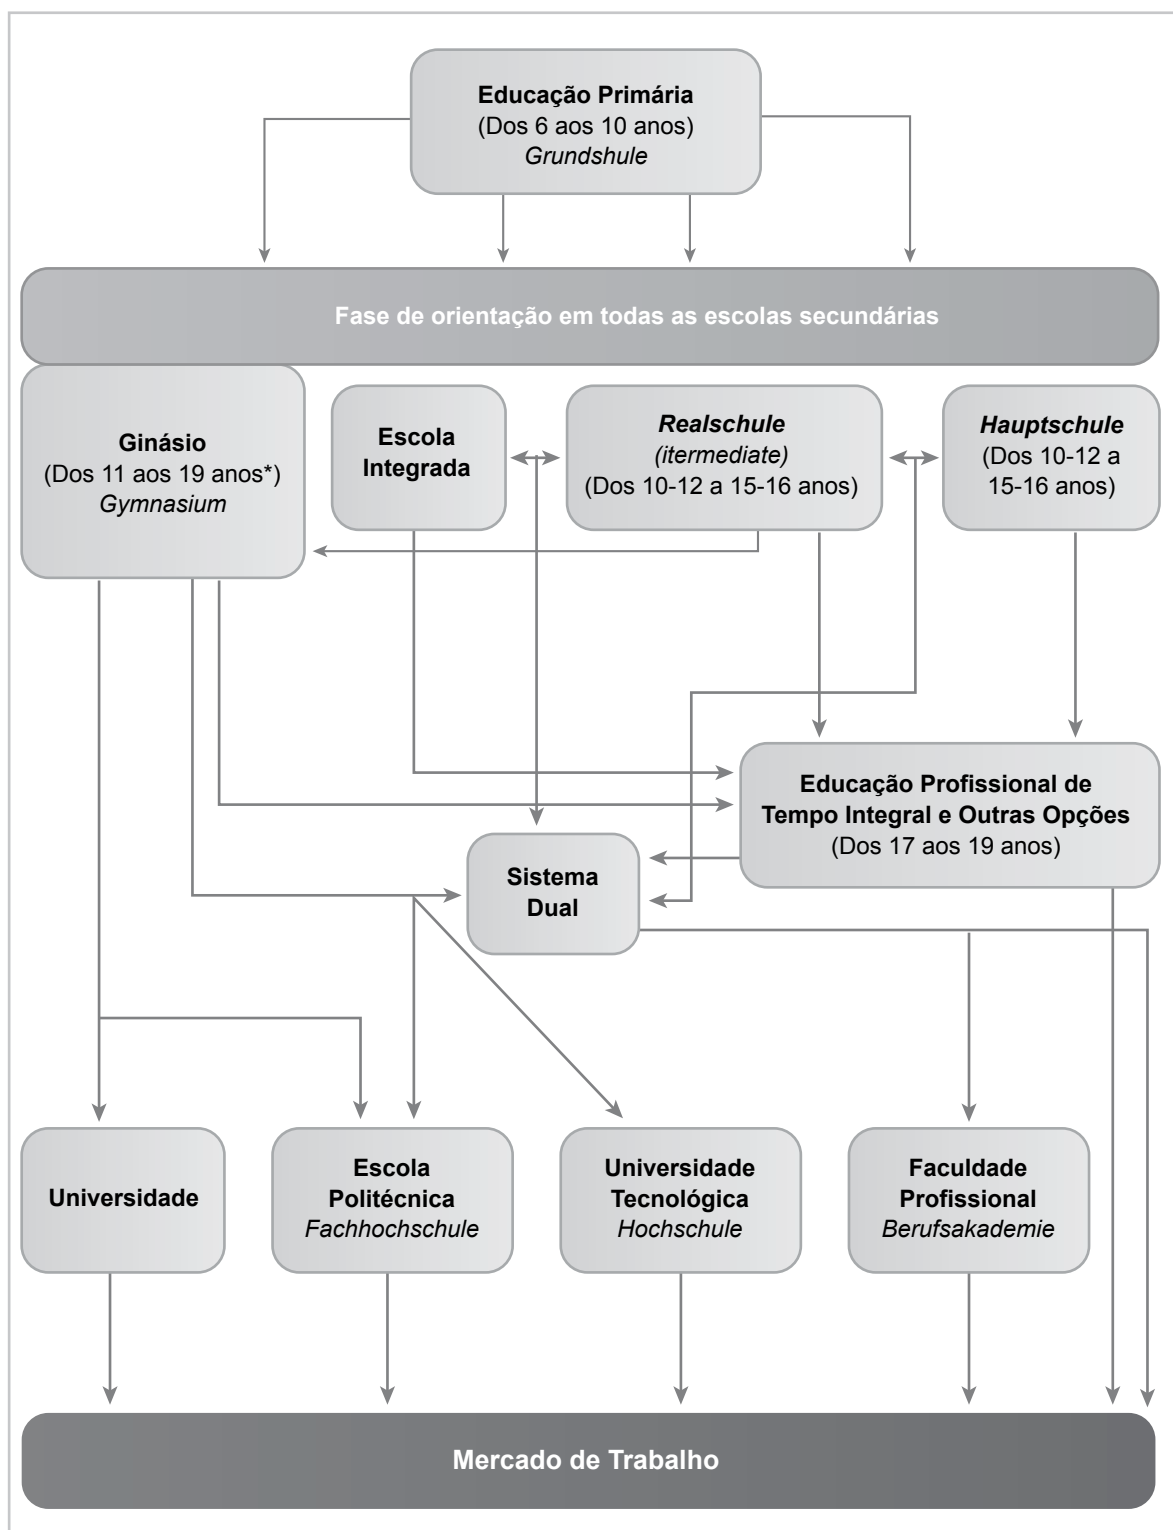 Educação Primária
(Dos 6 aos 10 anos)
Grundshule
Fase de orientação em todas as escolas secundárias
Ginásio
(Dos 11 aos 19 anos*)
Gymnasium
Escola
Integrada
Realschule
(itermediate)
(Dos 10-12 a 15-16 anos)
Hauptschule
(Dos 10-12 a
15-16 anos)
Educação Profissional de
Tempo Integral e Outras Opções
(Dos 17 aos 19 anos)
Sistema
Dual
Universidade
Escola
Politécnica
Fachhochschule
Universidade
Tecnológica
Hochschule
Faculdade
Profissional
Berufsakademie
Mercado de Trabalho